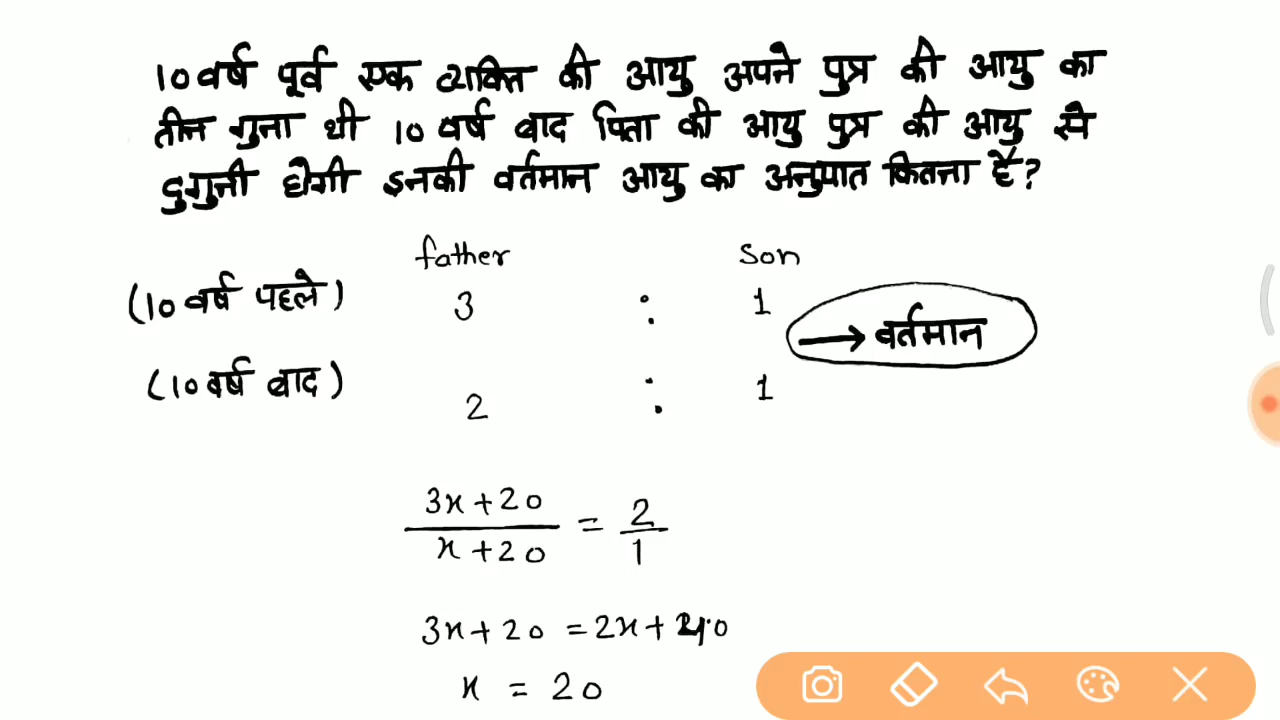 10 वर्ष पूर्व एक व्यक्ति की आयु अपने पुत्र की आयु का
तीन गुना थी 10 वर्ष बाद पिता की आयु पुत्र की आयु से
दुगुनी होगी इनकी वर्तमान आयु का अनुपात कितना है?
father son
(10 वर्ष पहले) 3 : 1
→ वर्तमान
(10 वर्ष बाद) 2 : 1
3x+20 / x+20 = 2 / 1
3x+20 = 2x+40
x = 20